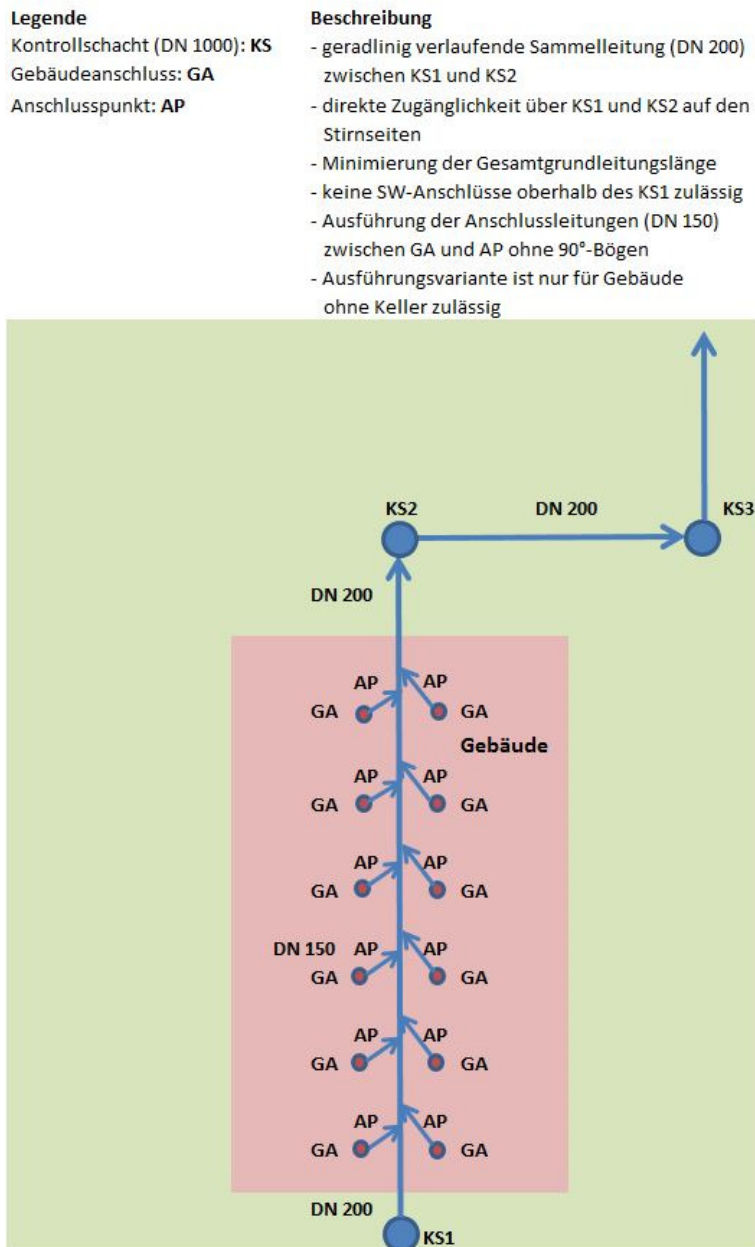 Legende
Kontrollschacht (DN 1000): KS
Gebäudeanschluss: GA
Anschlusspunkt: AP
Beschreibung
- geradlinig verlaufende Sammelleitung (DN 200)
zwischen KS1 und KS2
- direkte Zugänglichkeit über KS1 und KS2 auf den
Stirnseiten
- Minimierung der Gesamtgrundleitungslänge
- keine SW-Anschlüsse oberhalb des KS1 zulässig
- Ausführung der Anschlussleitungen (DN 150)
zwischen GA und AP ohne 90°-Bögen
- Ausführungsvariante ist nur für Gebäude
ohne Keller zulässig
KS2 DN 200 KS3
DN 200
AP AP
GA GA
Gebäude
AP AP
GA GA
AP AP
GA GA
DN 150 AP AP
GA GA
AP AP
GA GA
AP AP
GA GA
DN 200
KS1